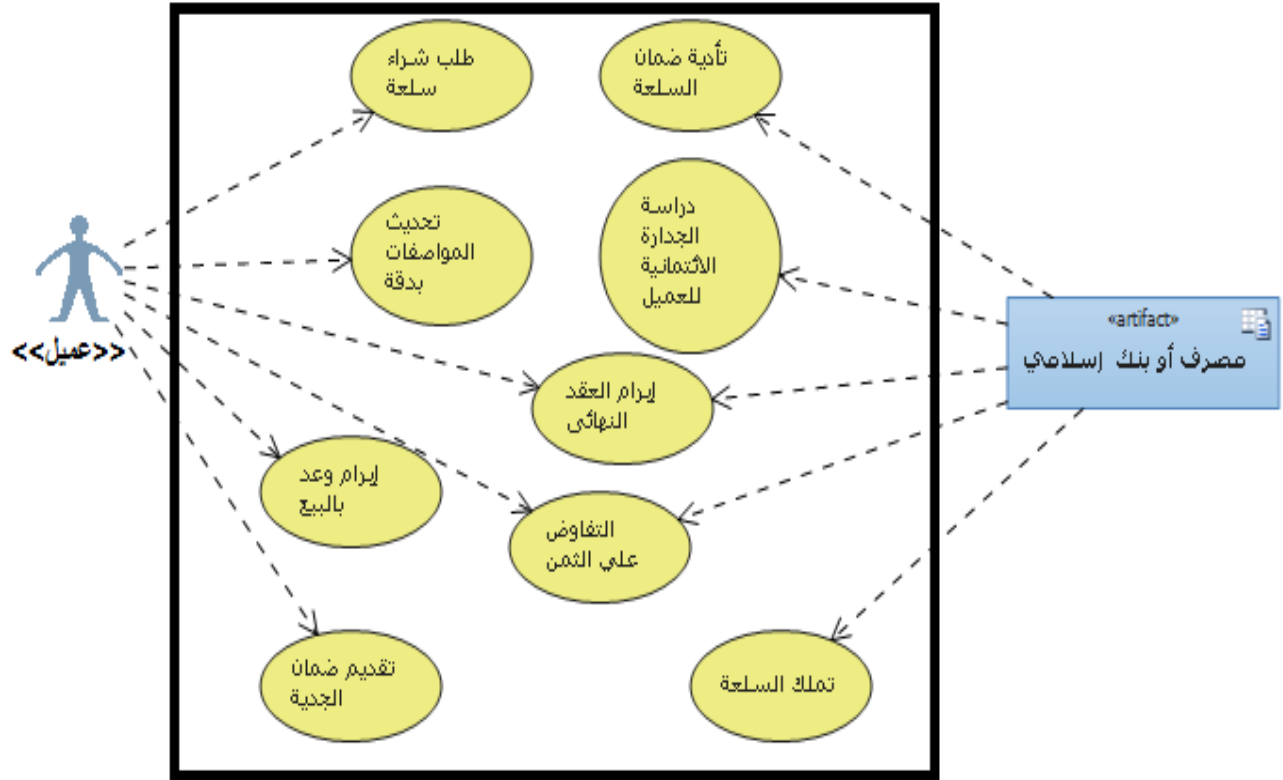 طلب شراء
سلعة
تأدية ضمان
السلعة
تحديث
المواصفات
بدقة
دراسة
الجدارة
الائتمانية
للعميل
<<عميل>>
«artifact»
مصرف أو بنك إسلامي
إبرام العقد
النهائى
إبرام وعد
بالبيع
التفاوض
علي الثمن
تقديم ضمان
الجدية
تملك السلعة